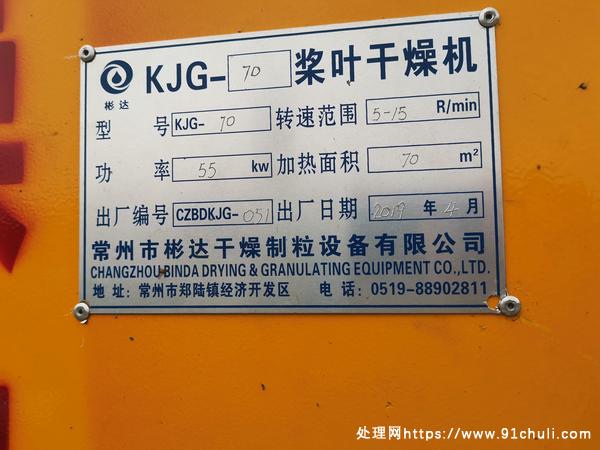 彬达
KJG-70 桨叶干燥机
型号 KJG-70 转速范围 5-15 R/min
功率 55 kw 加热面积 70 m²
出厂编号 CZBDKJG-051 出厂日期 2019 年 4 月
常州市彬达干燥制粒设备有限公司
CHANGZHOU BINDA DRYING & GRANULATING EQUIPMENT CO.,LTD.
地址:常州市郑陆镇经济开发区 电话:0519-88902811
处理网https://www.91chuli.com/